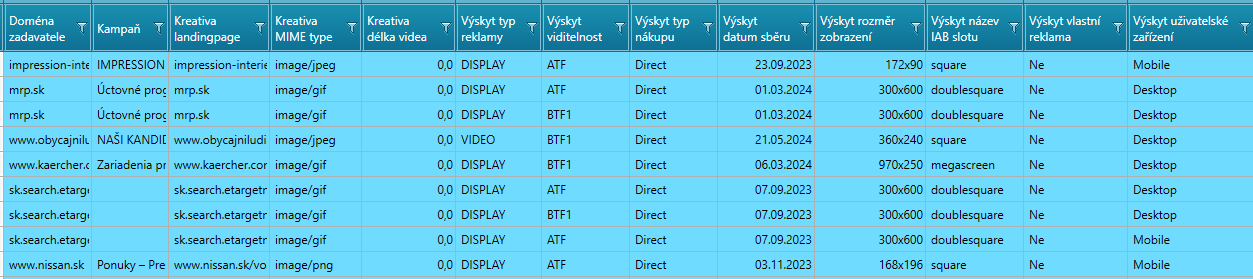 Doména zadavatele Kampaň Kreativa landingpage Kreativa MIME type Kreativa délka videa Výskyt typ reklamy Výskyt viditelnost Výskyt typ nákupu Výskyt datum sběru Výskyt rozměr zobrazení Výskyt název IAB slotu Výskyt vlastní reklama Výskyt uživatelské zařízení
impression-inte IMPRESSION impression-interie image/jpeg 0,0 DISPLAY ATF Direct 23.09.2023 172x90 square Ne Mobile
mrp.sk Účtovné prog mrp.sk image/gif 0,0 DISPLAY ATF Direct 01.03.2024 300x600 doublesquare Ne Desktop
mrp.sk Účtovné prog mrp.sk image/gif 0,0 DISPLAY BTF1 Direct 01.03.2024 300x600 doublesquare Ne Desktop
www.obycajnilu NAŠI KANDID www.obycajniludi image/jpeg 0,0 VIDEO BTF1 Direct 21.05.2024 360x240 square Ne Desktop
www.kaercher.c Zariadenia pr www.kaercher.cor image/gif 0,0 DISPLAY BTF1 Direct 06.03.2024 970x250 megascreen Ne Desktop
sk.search.etarge sk.search.etargetr image/gif 0,0 DISPLAY ATF Direct 07.09.2023 300x600 doublesquare Ne Desktop
sk.search.etarge sk.search.etargetr image/gif 0,0 DISPLAY BTF1 Direct 07.09.2023 300x600 doublesquare Ne Desktop
sk.search.etarge sk.search.etargetr image/gif 0,0 DISPLAY ATF Direct 07.09.2023 300x600 doublesquare Ne Mobile
www.nissan.sk Ponuky – Pre www.nissan.sk/vo image/png 0,0 DISPLAY ATF Direct 03.11.2023 168x196 square Ne Mobile